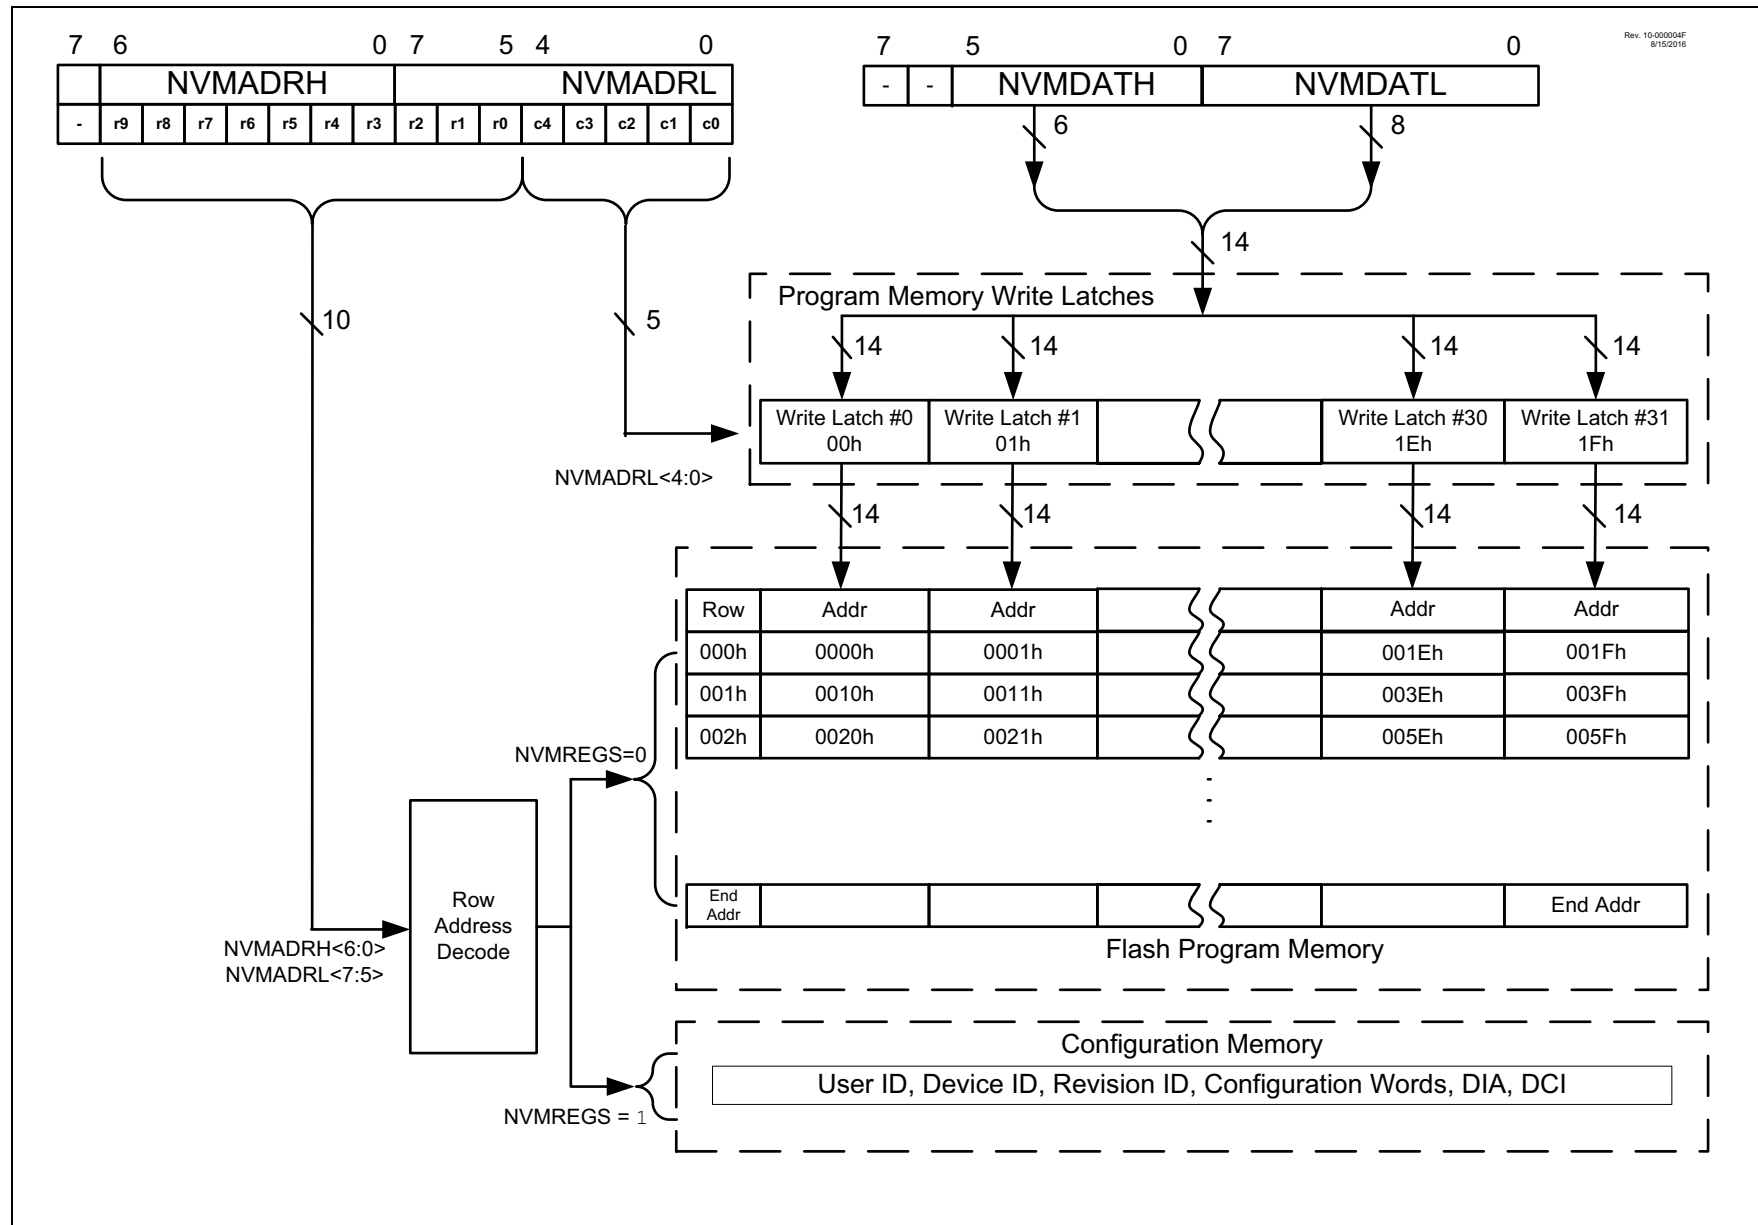 7 6 0 7 5 4 0
7 5 0 7 0
Rev. 10-000004F
8/15/2016
NVMADRH NVMADRL
- - NVMDATH NVMDATL
- r9 r8 r7 r6 r5 r4 r3 r2 r1 r0 c4 c3 c2 c1 c0
6 8
14
Program Memory Write Latches
10 5
14 14 14 14
Write Latch #0 Write Latch #1 Write Latch #30 Write Latch #31
00h 01h 1Eh 1Fh
NVMADRL<4:0>
14 14 14 14
Row Addr Addr Addr Addr
000h 0000h 0001h 001Eh 001Fh
001h 0010h 0011h 003Eh 003Fh
002h 0020h 0021h 005Eh 005Fh
NVMREGS=0
End
Addr
End Addr
Row
Address
Decode
NVMADRH<6:0>
NVMADRL<7:5>
Flash Program Memory
Configuration Memory
User ID, Device ID, Revision ID, Configuration Words, DIA, DCI
NVMREGS = 1